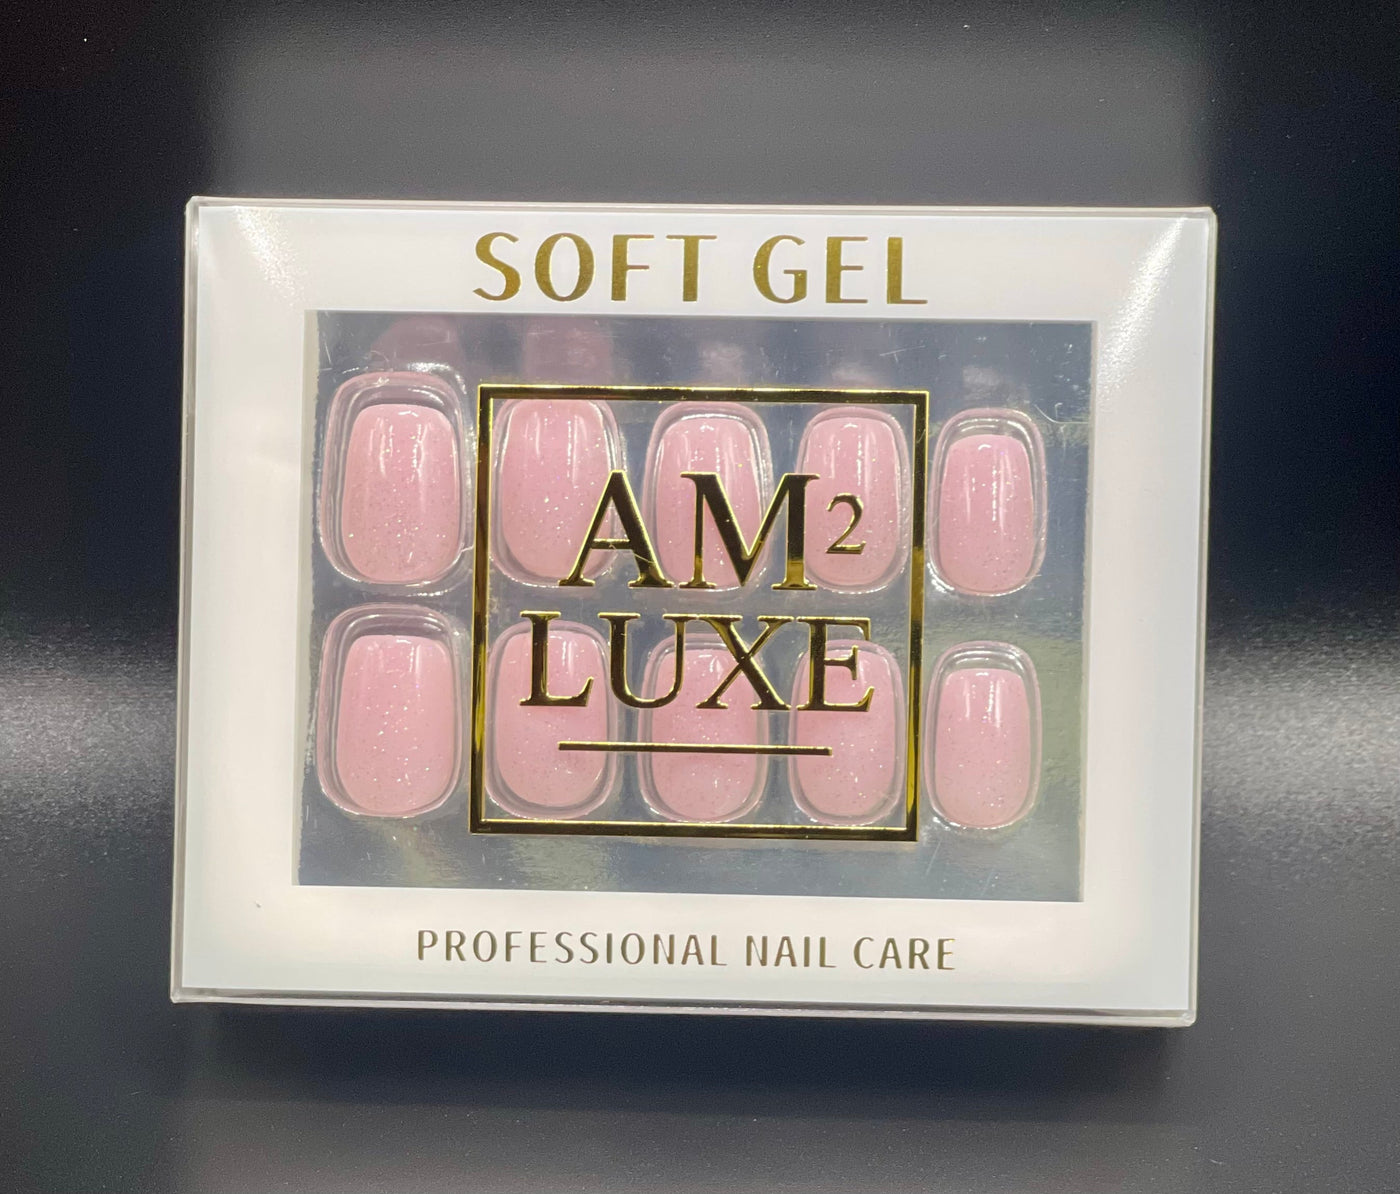 SOFT GEL
AM2
LUXE
PROFESSIONAL NAIL CARE